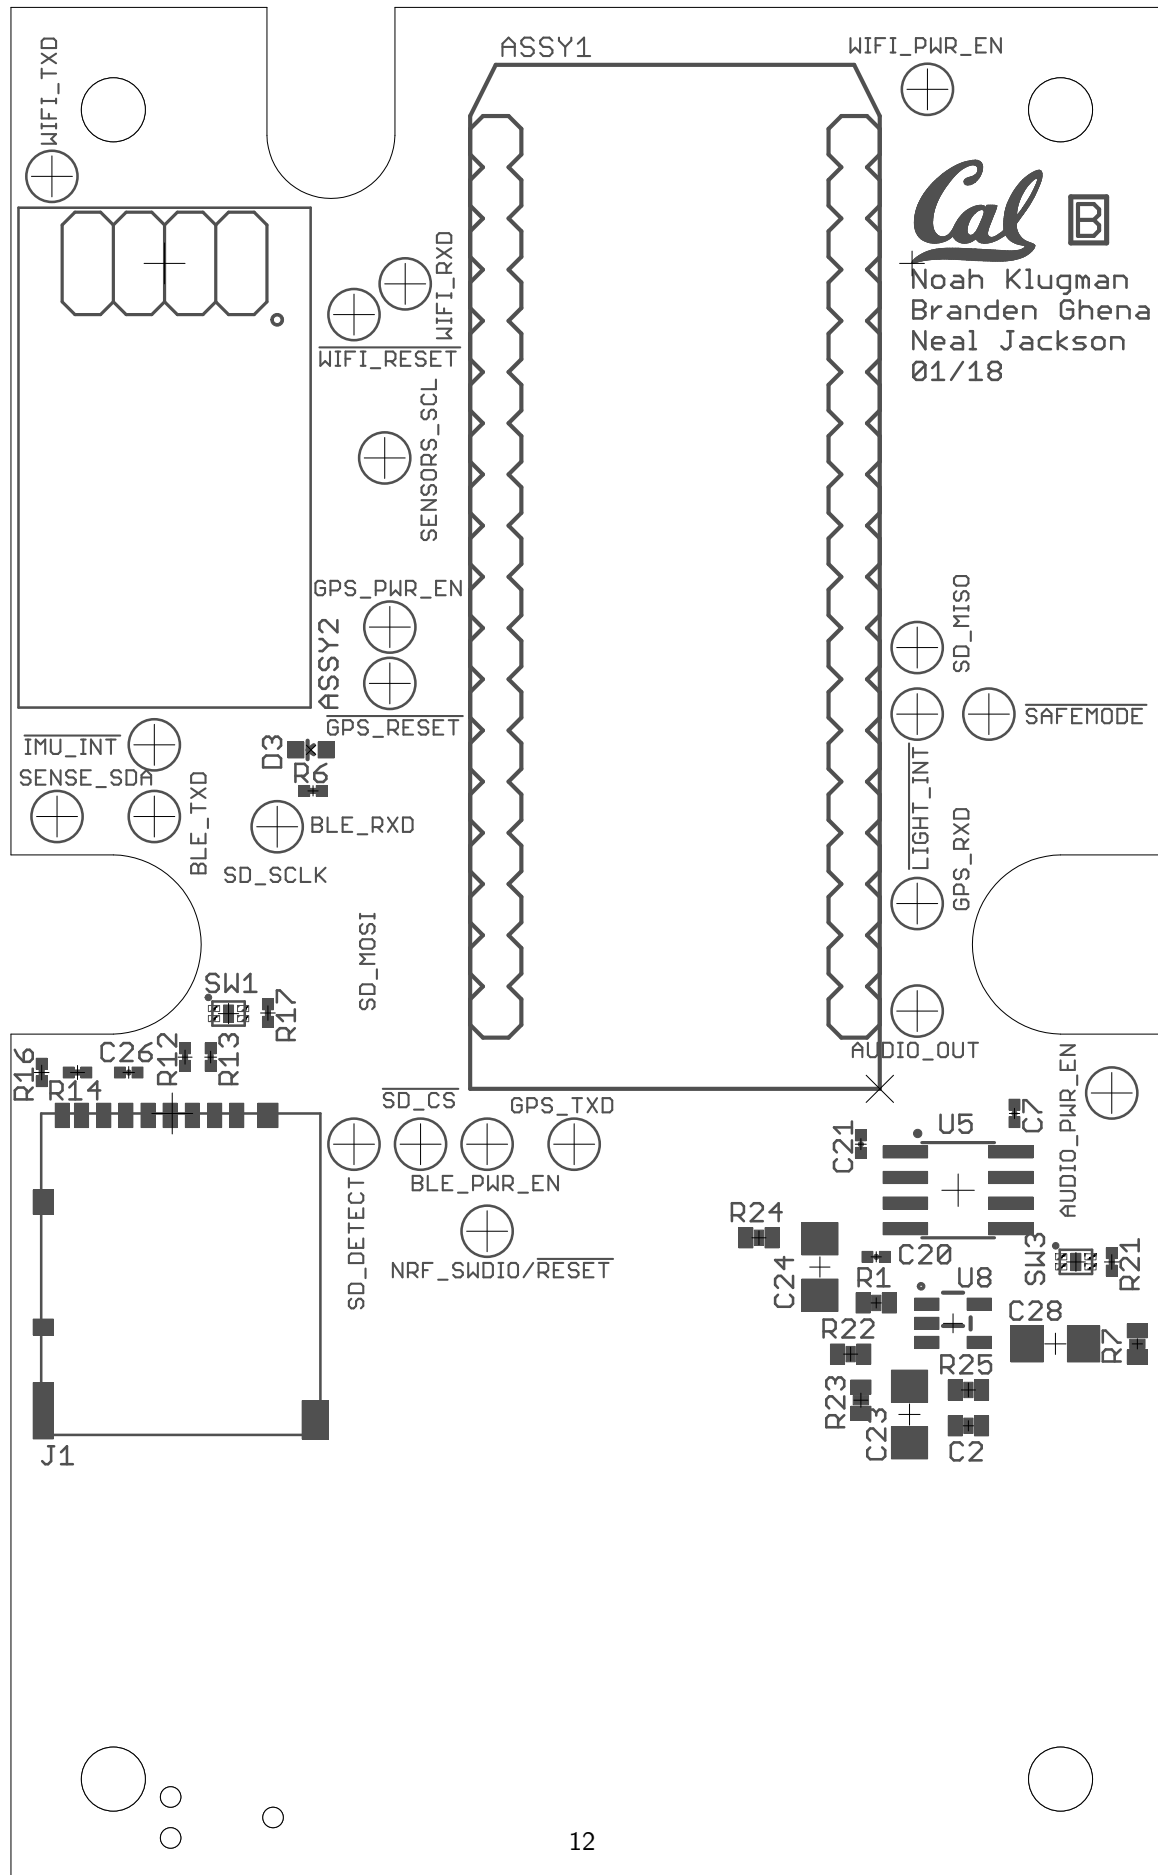 ASSY1
WIFI_PWR_EN
WIFI_TXD
Cal
B
WIFI_RXD
Noah Klugman
Branden Ghena
Neal Jackson
01/18
WIFI_RESET
SENSORS_SCL
GPS_PWR_EN
SD_MISO
ASSY2
GPS_RESET
SAFEMODE
IMU_INT
D3
SENSE_SDA
R6
BLE_TXD
BLE_RXD
LIGHT_INT
GPS_RXD
SD_SCLK
SD_MOSI
SW1
R17
AUDIO_OUT
R16
R14
C26
R12
R13
AUDIO_PWR_EN
SD_CS
GPS_TXD
C7
U5
C21
BLE_PWR_EN
SD_DETECT
R24
NRF_SWDIO/RESET
C20
C24
SW3
R21
R1
U8
C28
R22
R7
R25
R23
C23
C2
J1
12